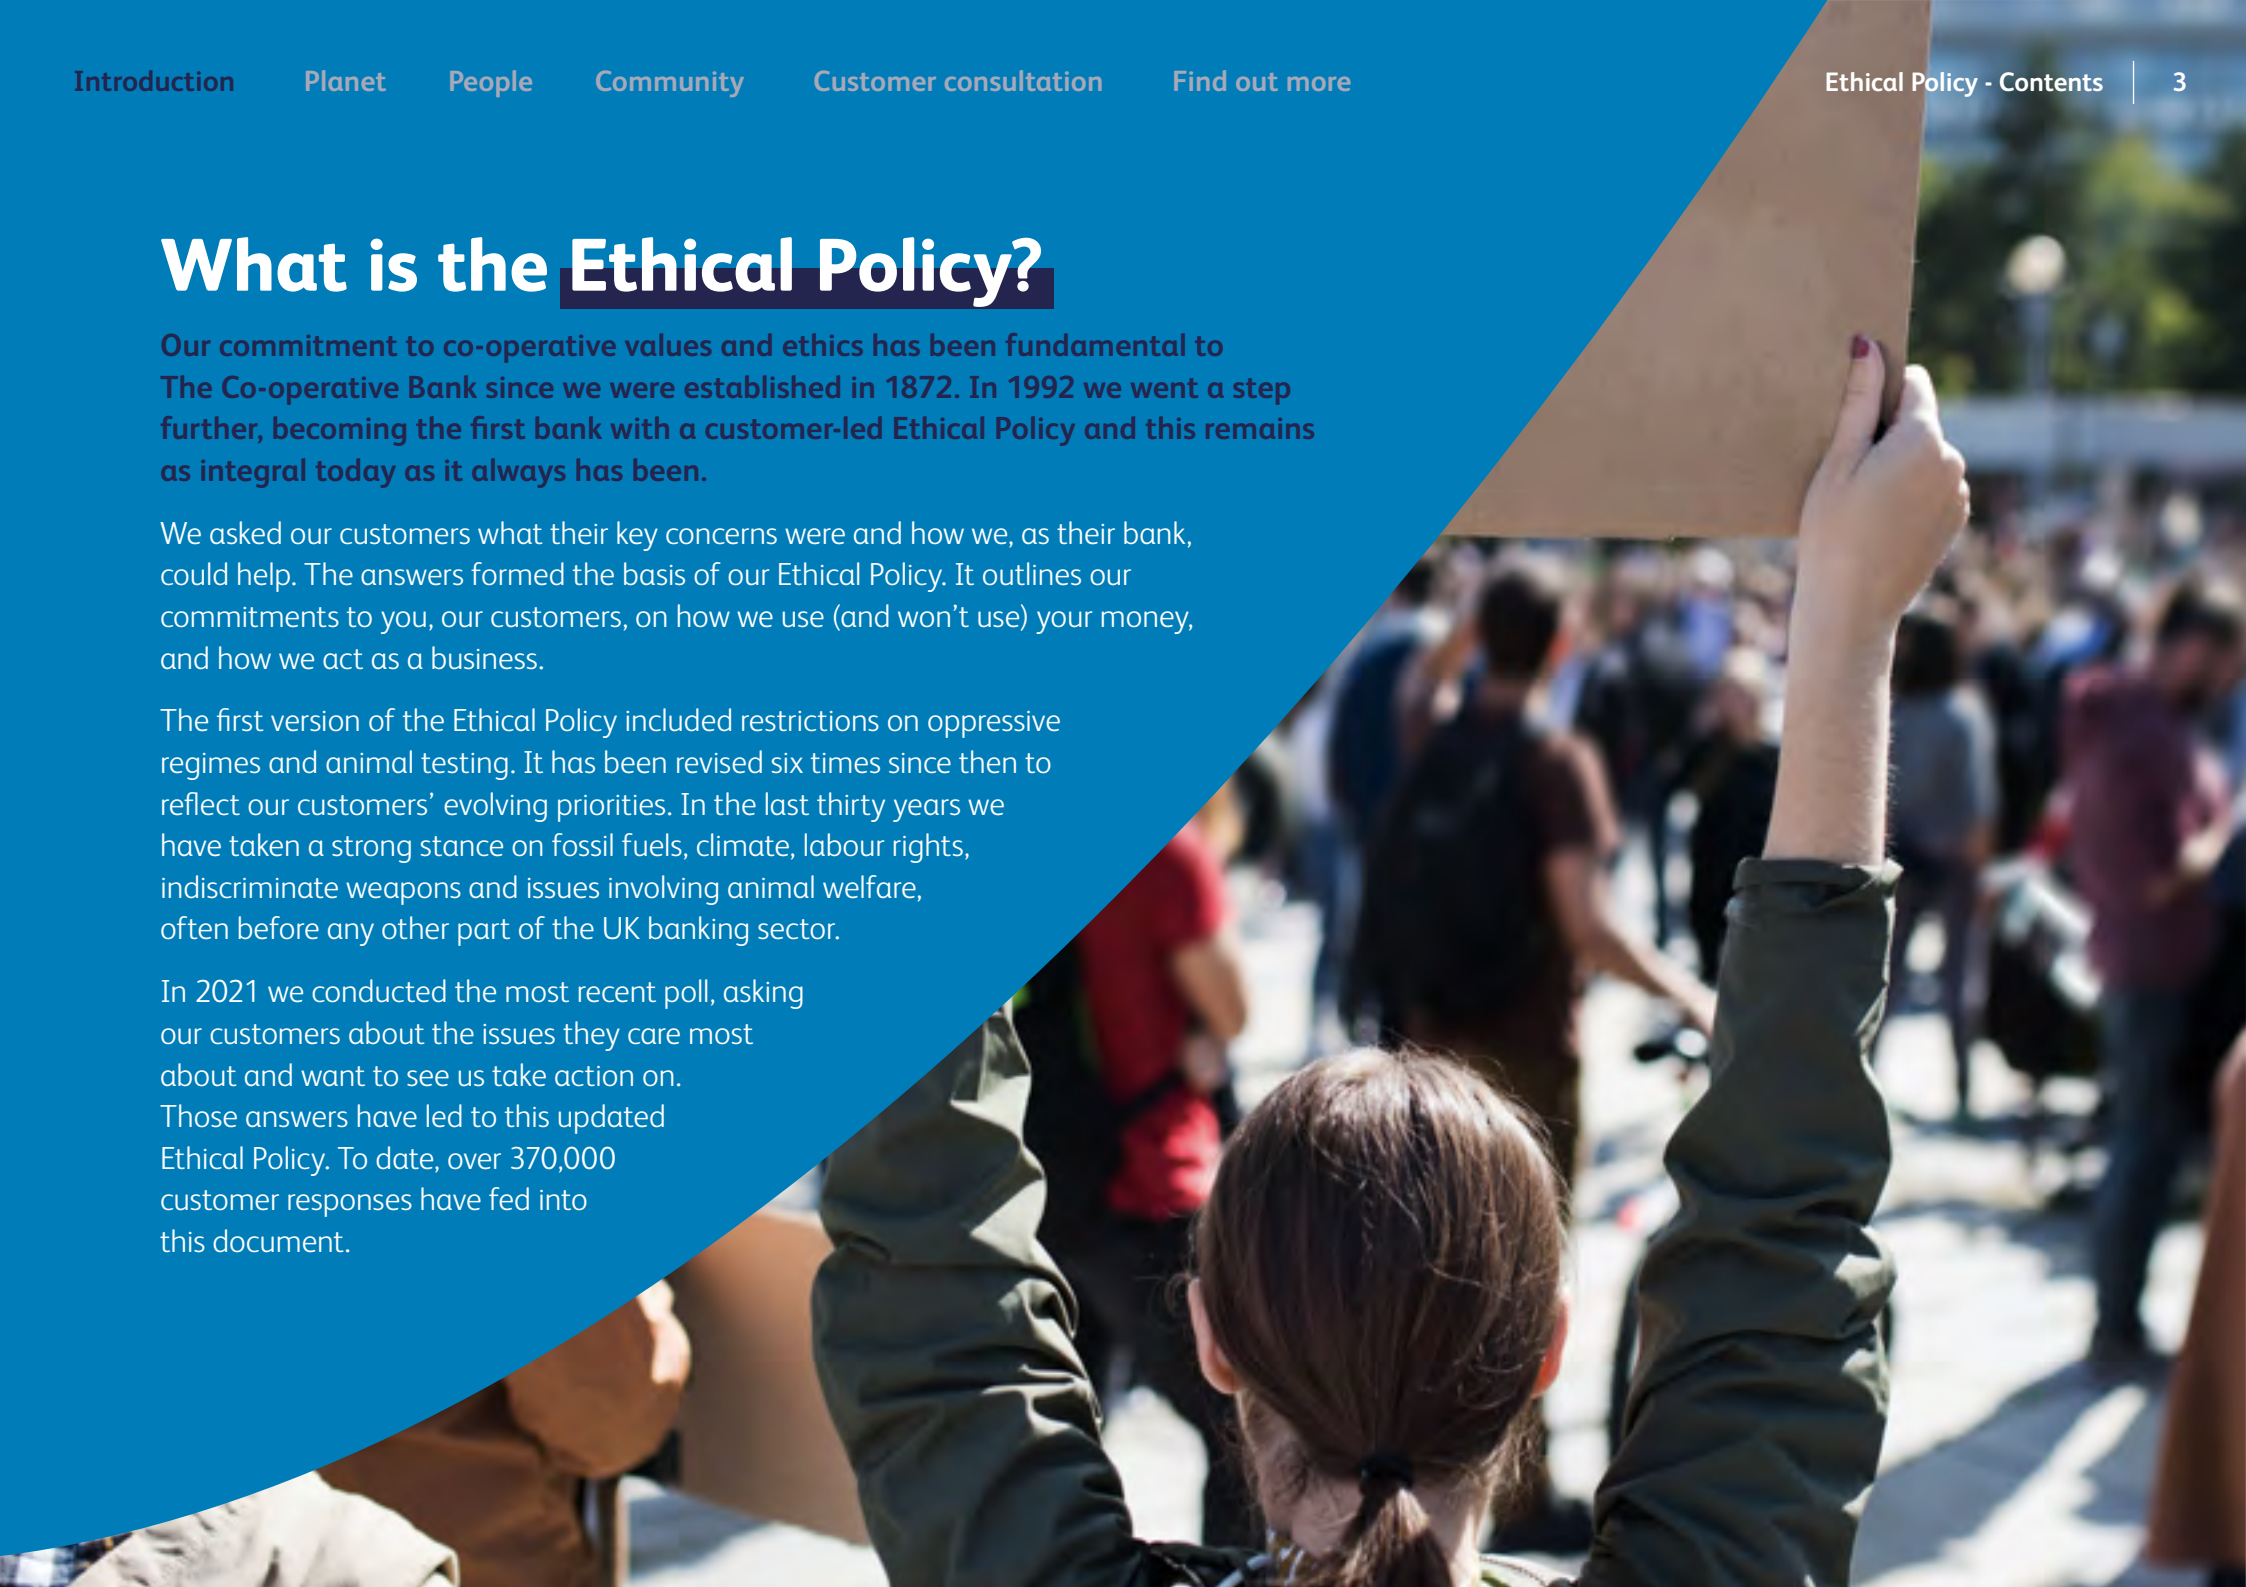 Introduction Planet People Community Customer consultation Find out more Ethical Policy - Contents 3
What is the Ethical Policy?
Our commitment to co-operative values and ethics has been fundamental to
The Co-operative Bank since we were established in 1872. In 1992 we went a step
further, becoming the first bank with a customer-led Ethical Policy and this remains
as integral today as it always has been.
We asked our customers what their key concerns were and how we, as their bank,
could help. The answers formed the basis of our Ethical Policy. It outlines our
commitments to you, our customers, on how we use (and won’t use) your money,
and how we act as a business.
The first version of the Ethical Policy included restrictions on oppressive
regimes and animal testing. It has been revised six times since then to
reflect our customers’ evolving priorities. In the last thirty years we
have taken a strong stance on fossil fuels, climate, labour rights,
indiscriminate weapons and issues involving animal welfare,
often before any other part of the UK banking sector.
In 2021 we conducted the most recent poll, asking
our customers about the issues they care most
about and want to see us take action on.
Those answers have led to this updated
Ethical Policy. To date, over 370,000
customer responses have fed into
this document.